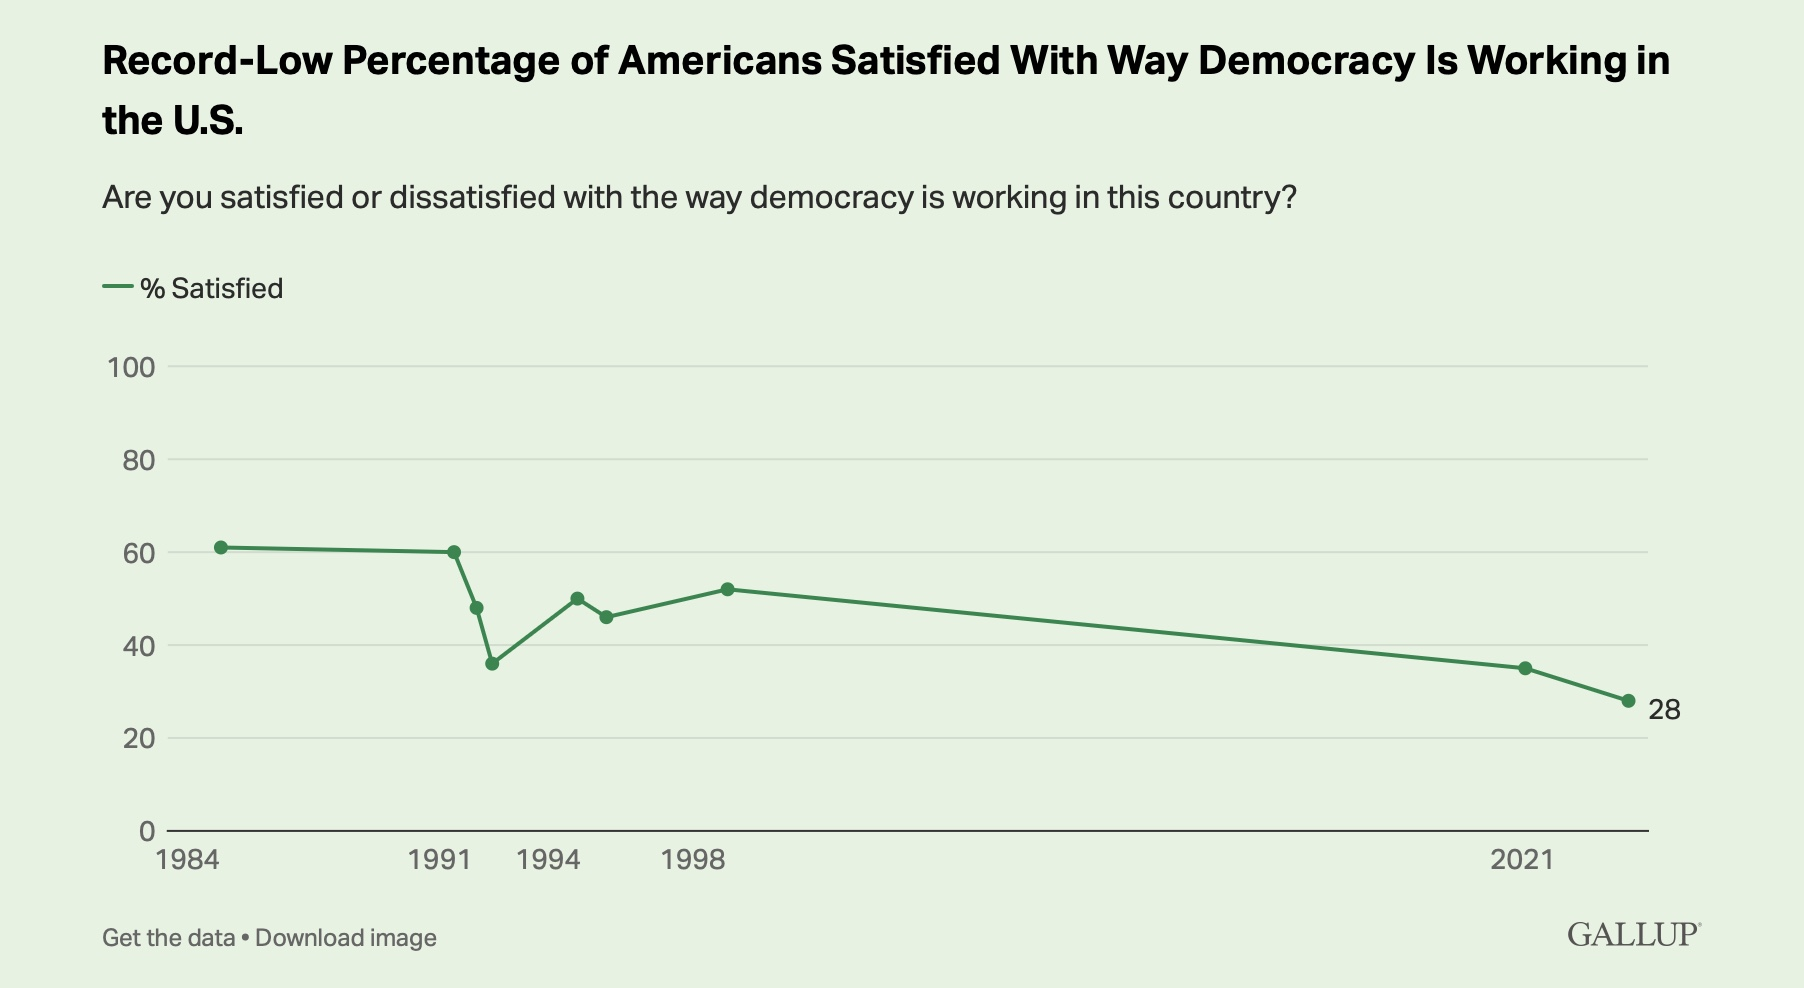 Record-Low Percentage of Americans Satisfied With Way Democracy Is Working in
the U.S.
Are you satisfied or dissatisfied with the way democracy is working in this country?
% Satisfied
100
80
60
40
20
0
28
1984 1991 1994 1998 2021
Get the data • Download image
GALLUP®